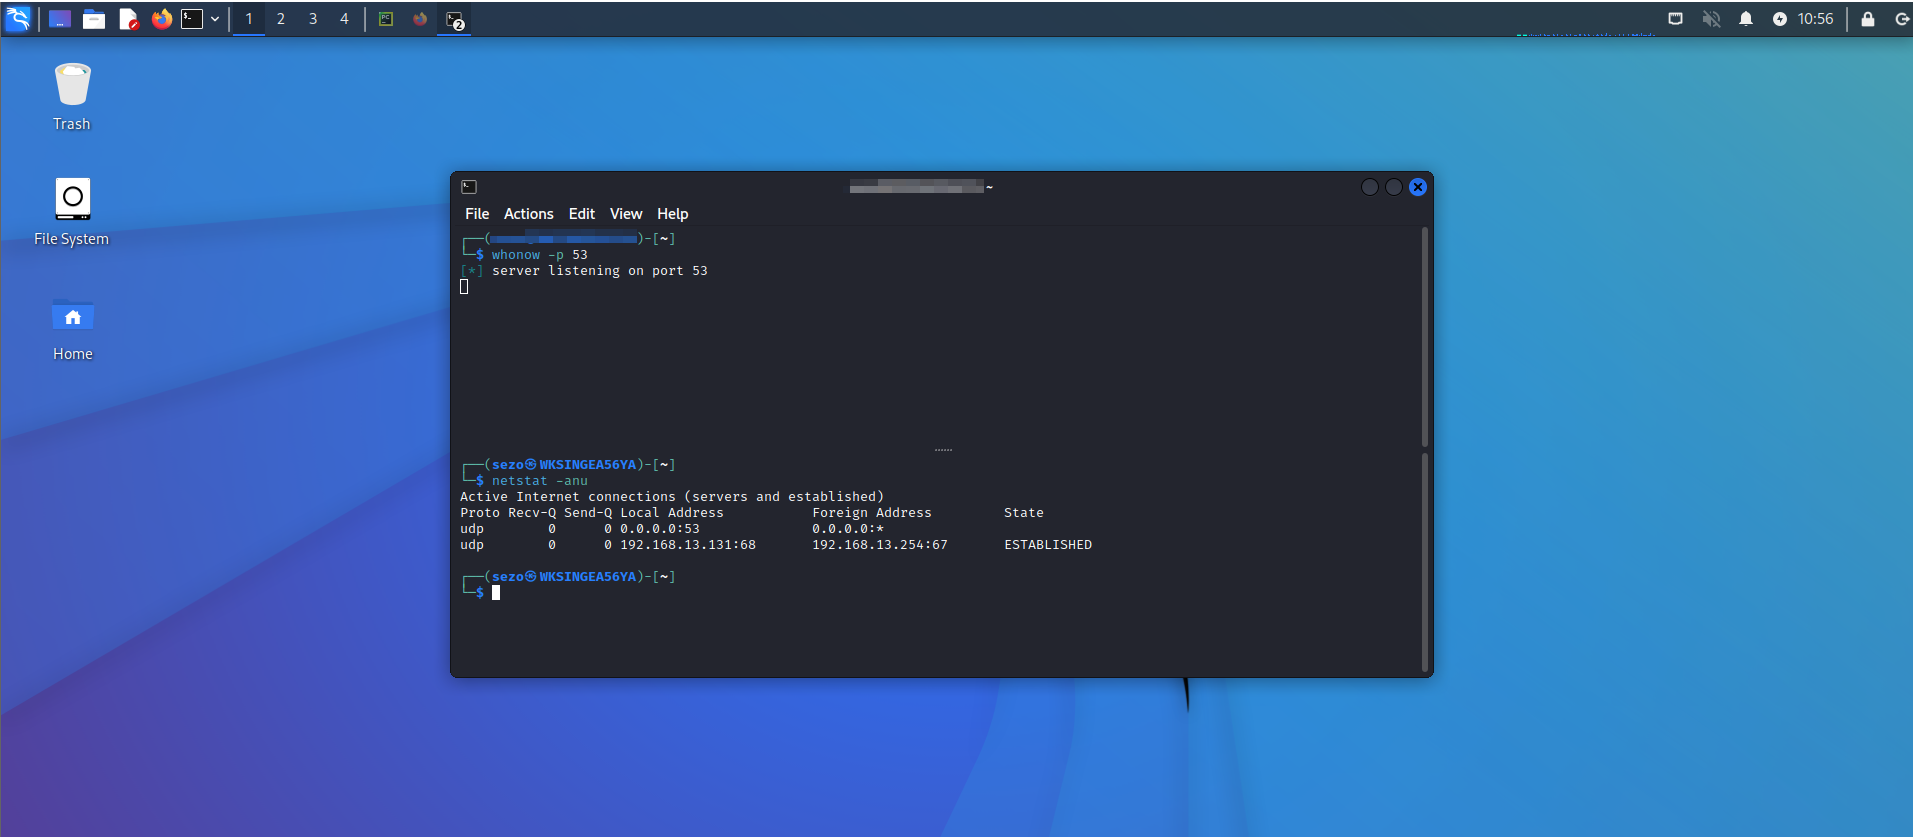 1 2 3 4 2 10:56
Trash
File System
Home
~
File Actions Edit View Help
)-[~]
$ whonow -p 53
[*] server listening on port 53
(sezo㉿WKSINGEA56YA)-[~]
$ netstat -anu
Active Internet connections (servers and established)
Proto Recv-Q Send-Q Local Address Foreign Address State
udp 0 0 0.0.0.0:53 0.0.0.0:*
udp 0 0 192.168.13.131:68 192.168.13.254:67 ESTABLISHED
(sezo㉿WKSINGEA56YA)-[~]
$